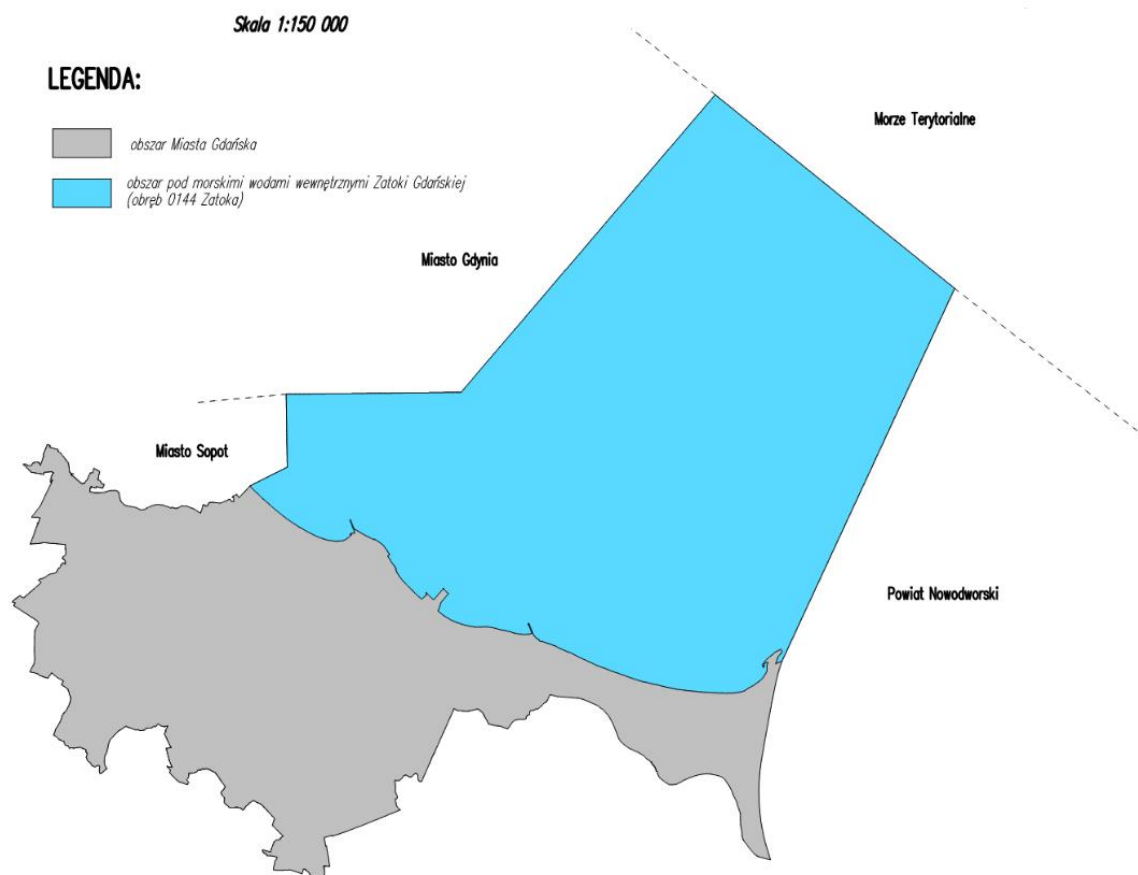 Skala 1:150 000
LEGENDA:
obszar Miasta Gdańska
obszar pod morskimi wodami wewnętrznymi Zatoki Gdańskiej
(obręb 0144 Zatoka)
Morze Terytorialne
Miasto Gdynia
Miasto Sopot
Powiat Nowodworski